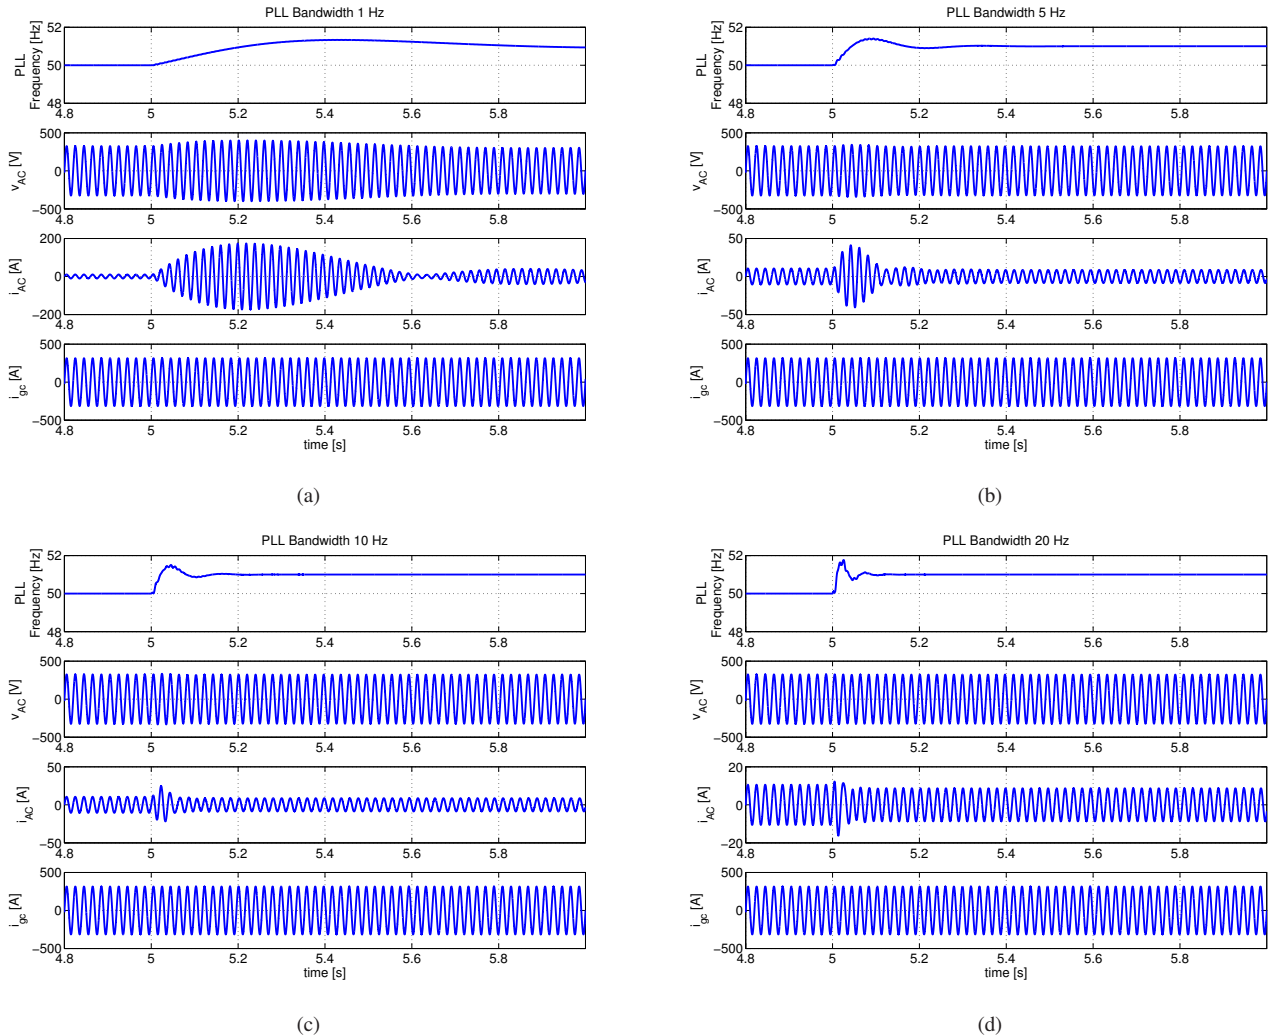 PLL Bandwidth 1 Hz
PLL
Frequency [Hz]
52
50
48
4.8 5 5.2 5.4 5.6 5.8
v_AC [V]
500
0
−500
4.8 5 5.2 5.4 5.6 5.8
i_AC [A]
200
0
−200
4.8 5 5.2 5.4 5.6 5.8
i_gc [A]
500
0
−500
4.8 5 5.2 5.4 5.6 5.8
time [s]
(a)
PLL Bandwidth 5 Hz
PLL
Frequency [Hz]
52
50
48
4.8 5 5.2 5.4 5.6 5.8
v_AC [V]
500
0
−500
4.8 5 5.2 5.4 5.6 5.8
i_AC [A]
50
0
−50
4.8 5 5.2 5.4 5.6 5.8
i_gc [A]
500
0
−500
4.8 5 5.2 5.4 5.6 5.8
time [s]
(b)
PLL Bandwidth 10 Hz
PLL
Frequency [Hz]
52
50
48
4.8 5 5.2 5.4 5.6 5.8
v_AC [V]
500
0
−500
4.8 5 5.2 5.4 5.6 5.8
i_AC [A]
50
0
−50
4.8 5 5.2 5.4 5.6 5.8
i_gc [A]
500
0
−500
4.8 5 5.2 5.4 5.6 5.8
time [s]
(c)
PLL Bandwidth 20 Hz
PLL
Frequency [Hz]
52
50
48
4.8 5 5.2 5.4 5.6 5.8
v_AC [V]
500
0
−500
4.8 5 5.2 5.4 5.6 5.8
i_AC [A]
20
0
−20
4.8 5 5.2 5.4 5.6 5.8
i_gc [A]
500
0
−500
4.8 5 5.2 5.4 5.6 5.8
time [s]
(d)